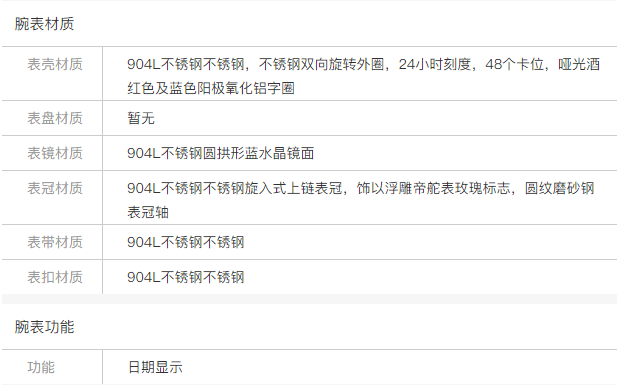 腕表材质
表壳材质
904L不锈钢不锈钢，不锈钢双向旋转外圈，24小时刻度，48个卡位，哑光酒
红色及蓝色阳极氧化铝字圈
表盘材质
暂无
表镜材质
904L不锈钢圆拱形蓝水晶镜面
表冠材质
904L不锈钢不锈钢旋入式上链表冠，饰以浮雕帝舵表玫瑰标志，圆纹磨砂钢
表冠轴
表带材质
904L不锈钢不锈钢
表扣材质
904L不锈钢不锈钢
腕表功能
功能
日期显示